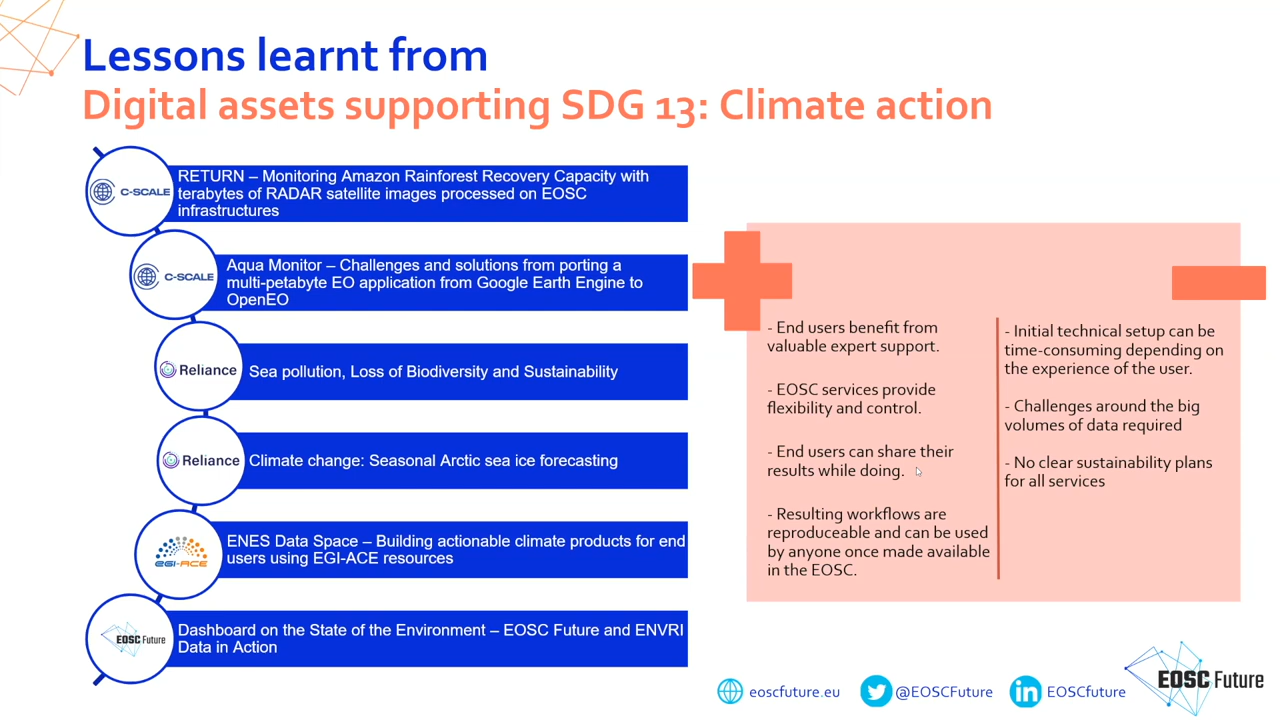 Lessons learnt from
Digital assets supporting SDG 13: Climate action
C-SCALE
RETURN – Monitoring Amazon Rainforest Recovery Capacity with
terabytes of RADAR satellite images processed on EOSC
infrastructures
C-SCALE
Aqua Monitor – Challenges and solutions from porting a
multi-petabyte EO application from Google Earth Engine to
OpenEO
Reliance
Sea pollution, Loss of Biodiversity and Sustainability
Reliance
Climate change: Seasonal Arctic sea ice forecasting
EGI-ACE
ENES Data Space – Building actionable climate products for end
users using EGI-ACE resources
EOSC Future
Dashboard on the State of the Environment – EOSC Future and ENVRI
Data in Action
- End users benefit from
valuable expert support.
- EOSC services provide
flexibility and control.
- End users can share their
results while doing.
- Resulting workflows are
reproduceable and can be used
by anyone once made available
in the EOSC.
- Initial technical setup can be
time-consuming depending on
the experience of the user.
- Challenges around the big
volumes of data required
- No clear sustainability plans
for all services
eoscfuture.eu
@EOSCFuture
EOSCfuture
EOSC Future